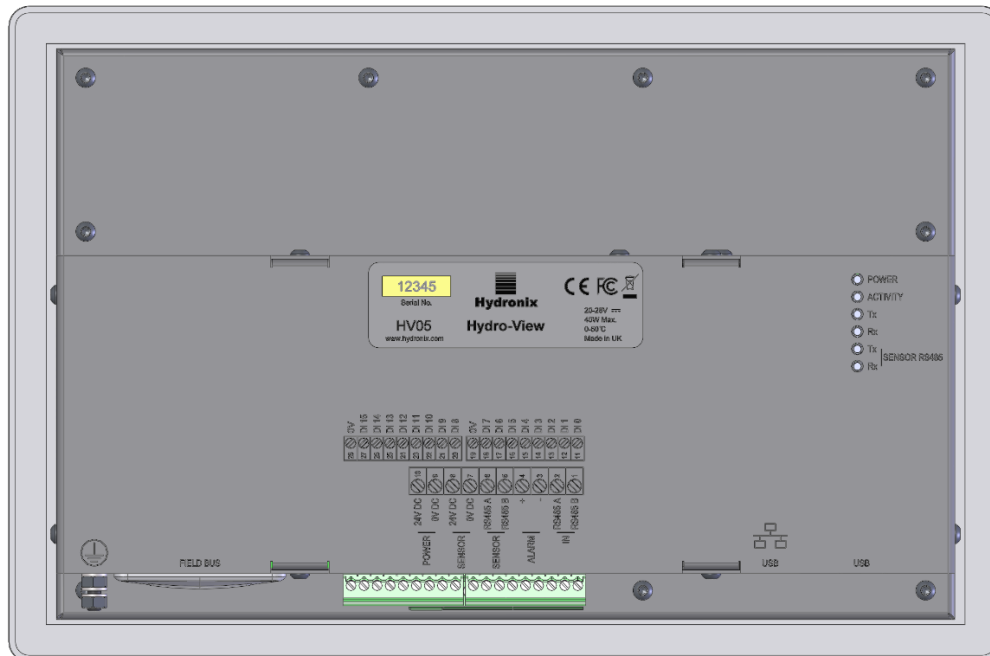 12345
Serial No.
HV05
www.hydronix.com
Hydronix
Hydro-View
CE FC
20-28V
40W Max.
0-50°C
Made in UK
POWER
ACTIVITY
Tx
Rx
Tx
Rx
SENSOR RS485
0V DI 15 DI 14 DI 13 DI 12 DI 11 DI 10 DI 9 DI 8 0V DI 7 DI 6 DI 5 DI 4 DI 3 DI 2 DI 1 DI 0
24V DC 0V DC 24V DC 0V DC RS485 A RS485 B + - RS485 A RS485 B
POWER SENSOR SENSOR ALARM IN
FIELD BUS
USB
USB